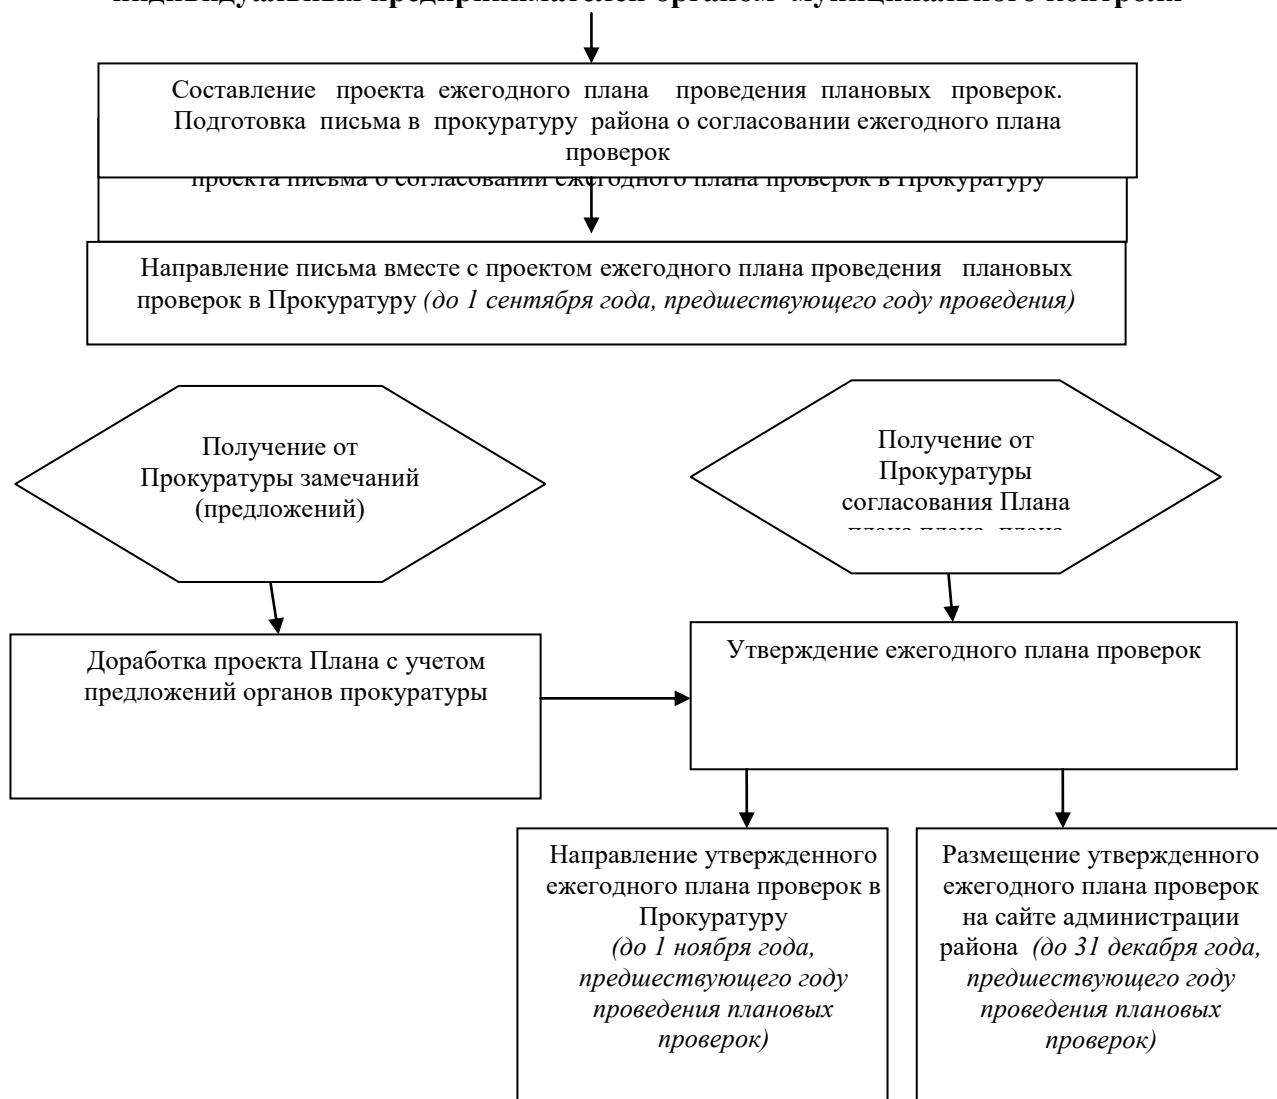 индивидуальных предпринимателей органом муниципального контроля
Составление проекта ежегодного плана проведения плановых проверок.
Подготовка письма в прокуратуру района о согласовании ежегодного плана
проверок
проекта письма о согласовании ежегодного плана проверок в Прокуратуру
Направление письма вместе с проектом ежегодного плана проведения плановых
проверок в Прокуратуру (до 1 сентября года, предшествующего году проведения)
Получение от
Прокуратуры замечаний
(предложений)
Получение от
Прокуратуры
согласования Плана
плана плана плана
Доработка проекта Плана с учетом
предложений органов прокуратуры
Утверждение ежегодного плана проверок
Направление утвержденного
ежегодного плана проверок в
Прокуратуру
(до 1 ноября года,
предшествующего году
проведения плановых
проверок)
Размещение утвержденного
ежегодного плана проверок
на сайте администрации
района (до 31 декабря года,
предшествующего году
проведения плановых
проверок)